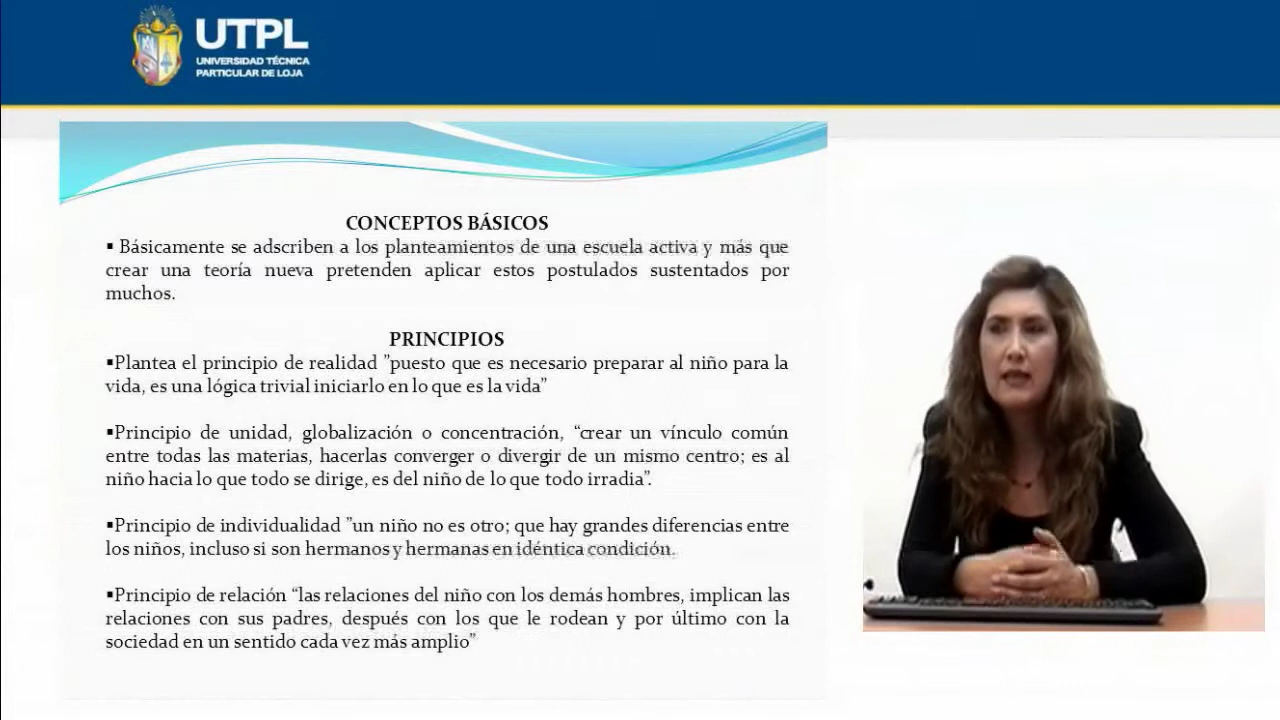 UTPL
UNIVERSIDAD TÉCNICA
PARTICULAR DE LOJA
CONCEPTOS BÁSICOS
▪ Básicamente se adscriben a los planteamientos de una escuela activa y más que
crear una teoría nueva pretenden aplicar estos postulados sustentados por
muchos.
PRINCIPIOS
▪Plantea el principio de realidad ”puesto que es necesario preparar al niño para la
vida, es una lógica trivial iniciarlo en lo que es la vida”
▪Principio de unidad, globalización o concentración, “crear un vínculo común
entre todas las materias, hacerlas converger o divergir de un mismo centro; es al
niño hacia lo que todo se dirige, es del niño de lo que todo irradia”.
▪Principio de individualidad ”un niño no es otro; que hay grandes diferencias entre
los niños, incluso si son hermanos y hermanas en idéntica condición.
▪Principio de relación “las relaciones del niño con los demás hombres, implican las
relaciones con sus padres, después con los que le rodean y por último con la
sociedad en un sentido cada vez más amplio”